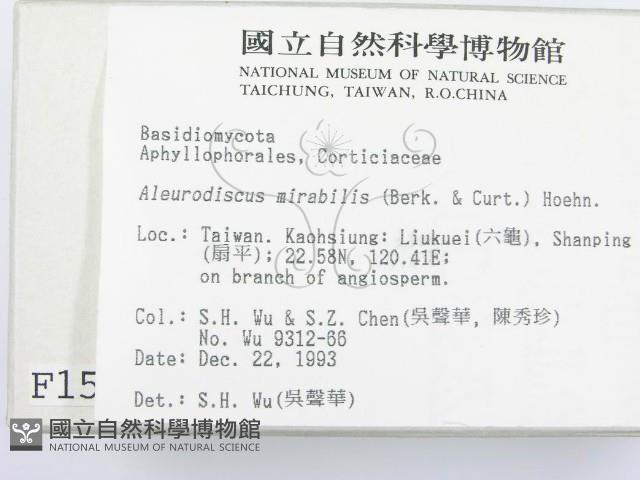 國立自然科學博物館
NATIONAL MUSEUM OF NATURAL SCIENCE
TAICHUNG, TAIWAN, R.O.CHINA
Basidiomycota
Aphyllophorales, Corticiaceae
Aleurodiscus mirabilis (Berk. & Curt.) Hoehn.
Loc.: Taiwan. Kaohsiung: Liukuei(六龜), Shanping
(扇平); 22.58N, 120.41E;
on branch of angiosperm.
Col.: S.H. Wu & S.Z. Chen(吳聲華, 陳秀珍)
No. Wu 9312-66
Date: Dec. 22, 1993
F15
Det.: S.H. Wu(吳聲華)
國立自然科學博物館
NATIONAL MUSEUM OF NATURAL SCIENCE